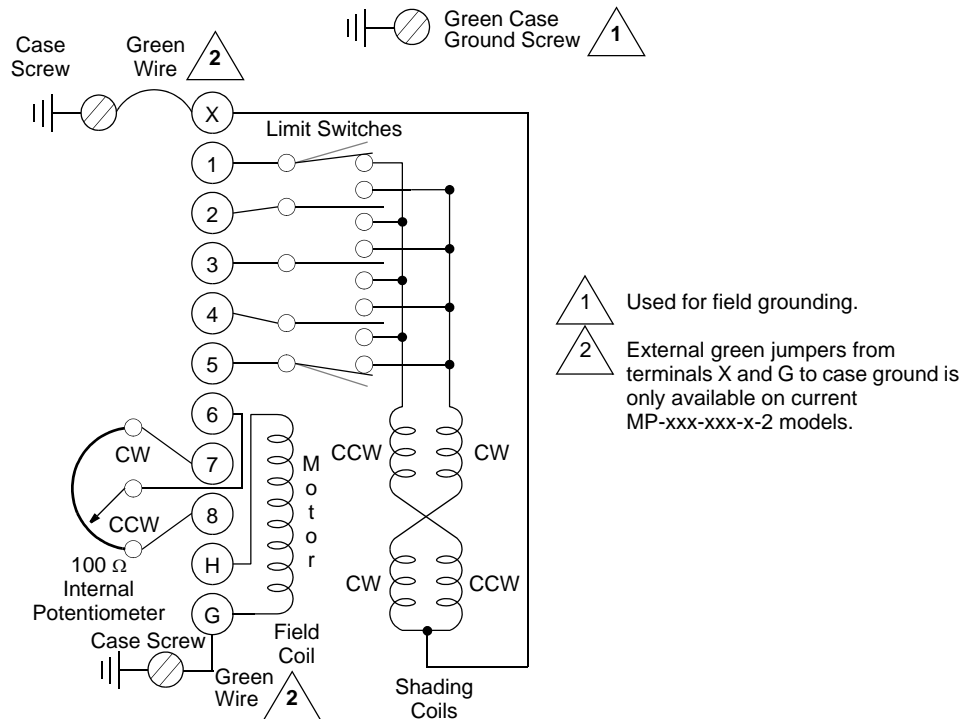 Green Case
Ground Screw
1
Case
Screw
Green
Wire
2
X
Limit Switches
1
2
3
4
5
6
7
8
H
G
CW
CCW
100 Ω
Internal
Potentiometer
Motor
Field
Coil
CCW
CW
CW
CCW
Shading
Coils
Case Screw
Green
Wire
2
1
Used for field grounding.
2
External green jumpers from
terminals X and G to case ground is
only available on current
MP-xxx-xxx-x-2 models.